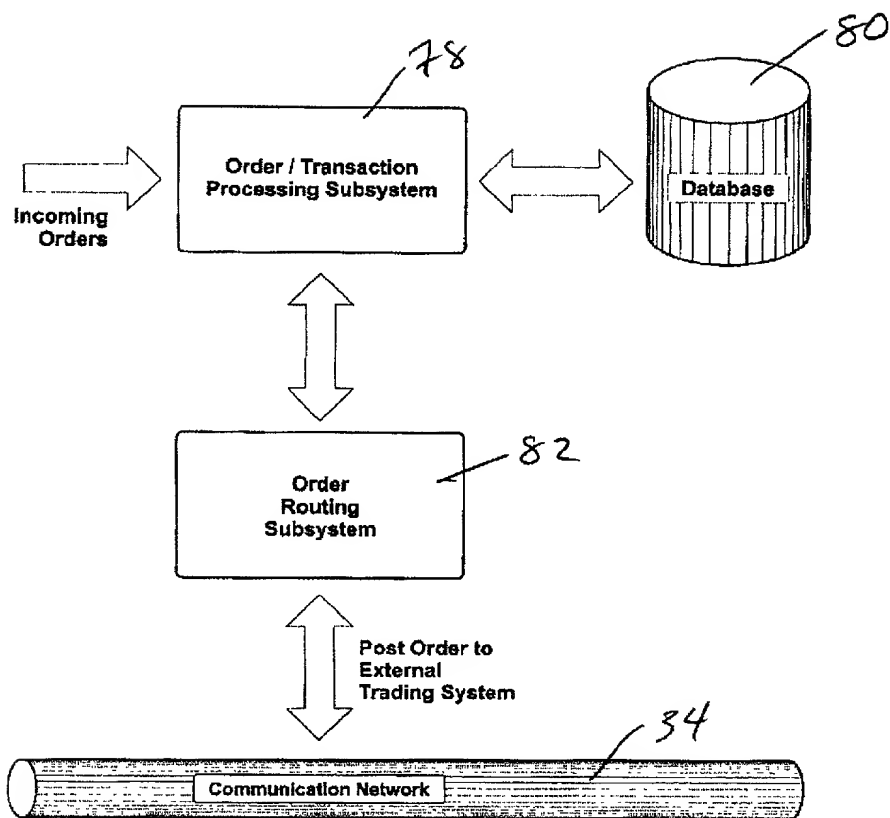 78
80
Order / Transaction
Processing Subsystem
Database
Incoming
Orders
82
Order
Routing
Subsystem
Post Order to
External
Trading System
34
Communication Network